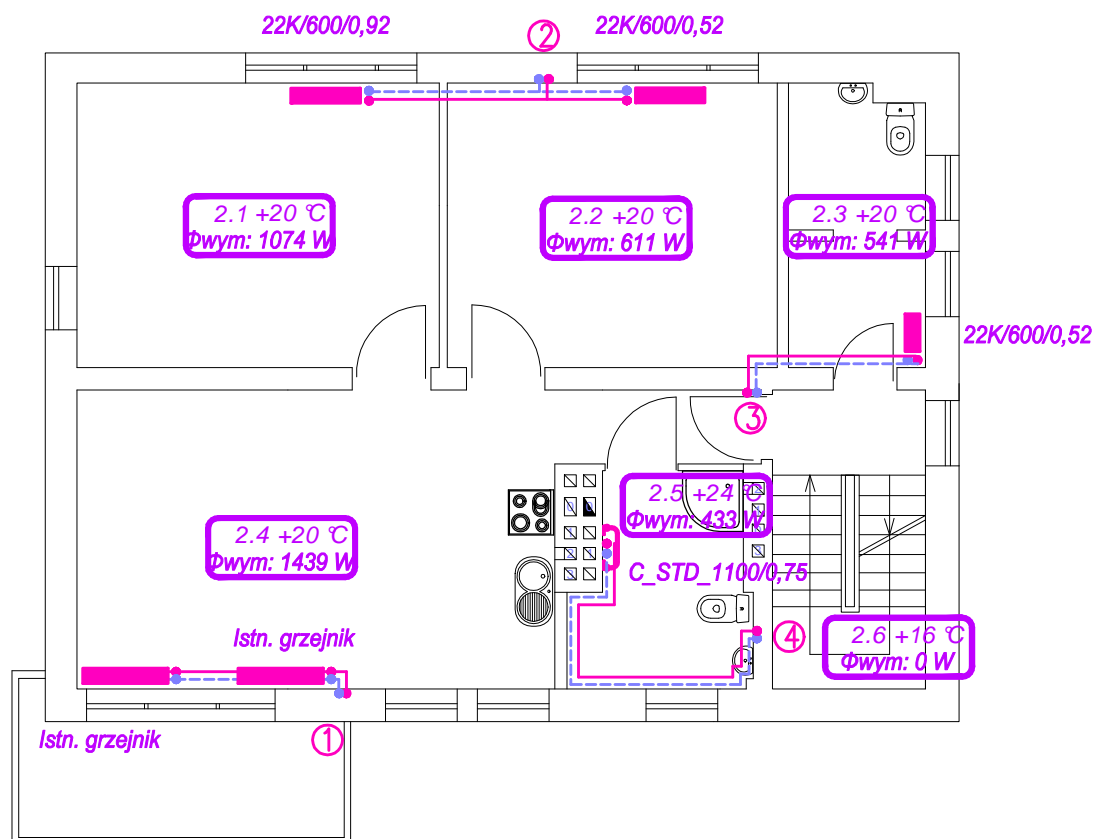 22K/600/0,92
2
22K/600/0,52
2.1 +20 °C
Φwym: 1074 W
2.2 +20 °C
Φwym: 611 W
2.3 +20 °C
Φwym: 541 W
22K/600/0,52
3
2.5 +24 °C
Φwym: 433 W
2.4 +20 °C
Φwym: 1439 W
C_STD_1100/0,75
Istn. grzejnik
4
2.6 +16 °C
Φwym: 0 W
Istn. grzejnik
1